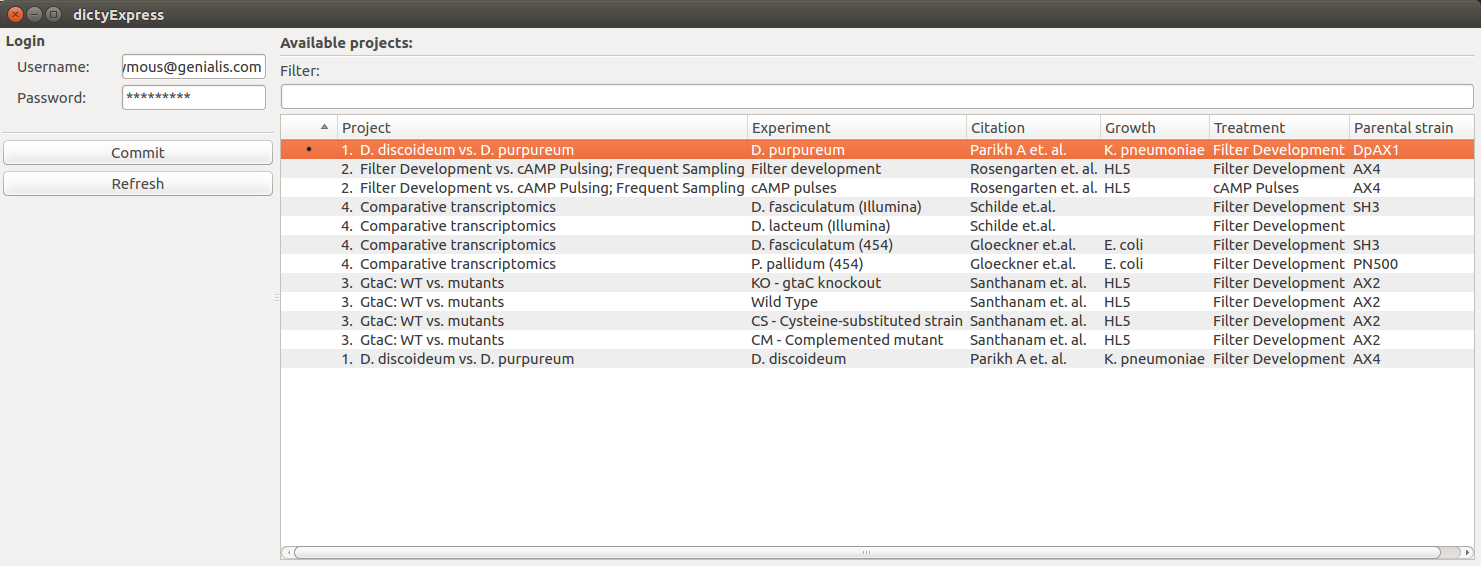 dictyExpress
Login
Username: ymous@genialis.com
Password: *********
Commit
Refresh
Available projects:
Filter:
Project Experiment Citation Growth Treatment Parental strain
• 1. D. discoideum vs. D. purpureum D. purpureum Parikh A et. al. K. pneumoniae Filter Development DpAX1
2. Filter Development vs. cAMP Pulsing; Frequent Sampling Filter development Rosengarten et. al. HL5 Filter Development AX4
2. Filter Development vs. cAMP Pulsing; Frequent Sampling cAMP pulses Rosengarten et. al. HL5 cAMP Pulses AX4
4. Comparative transcriptomics D. fasciculatum (Illumina) Schilde et.al. Filter Development SH3
4. Comparative transcriptomics D. lacteum (Illumina) Schilde et.al. Filter Development
4. Comparative transcriptomics D. fasciculatum (454) Gloeckner et.al. E. coli Filter Development SH3
4. Comparative transcriptomics P. pallidum (454) Gloeckner et.al. E. coli Filter Development PN500
3. GtaC: WT vs. mutants KO - gtaC knockout Santhanam et. al. HL5 Filter Development AX2
3. GtaC: WT vs. mutants Wild Type Santhanam et. al. HL5 Filter Development AX2
3. GtaC: WT vs. mutants CS - Cysteine-substituted strain Santhanam et. al. HL5 Filter Development AX2
3. GtaC: WT vs. mutants CM - Complemented mutant Santhanam et. al. HL5 Filter Development AX2
1. D. discoideum vs. D. purpureum D. discoideum Parikh A et. al. K. pneumoniae Filter Development AX4